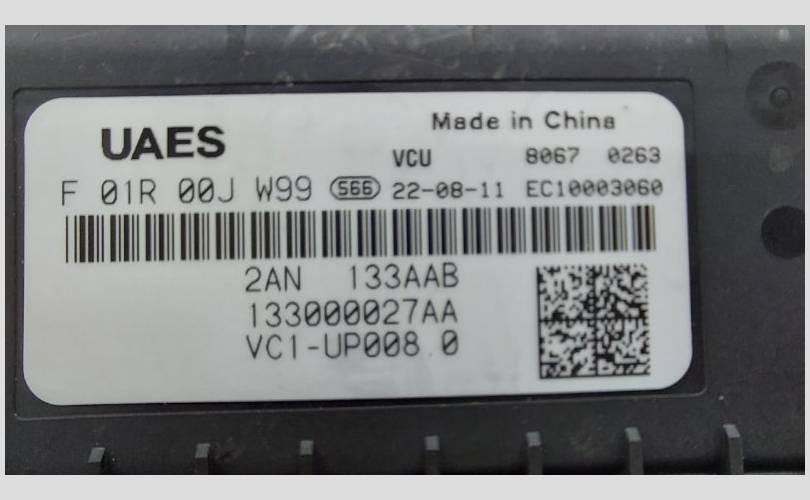 Made in China
UAES
VCU 8067 0263
F 01R 00J W99 566 22-08-11 EC10003060
2AN 133AAB
133000027AA
VC1-UP008.0